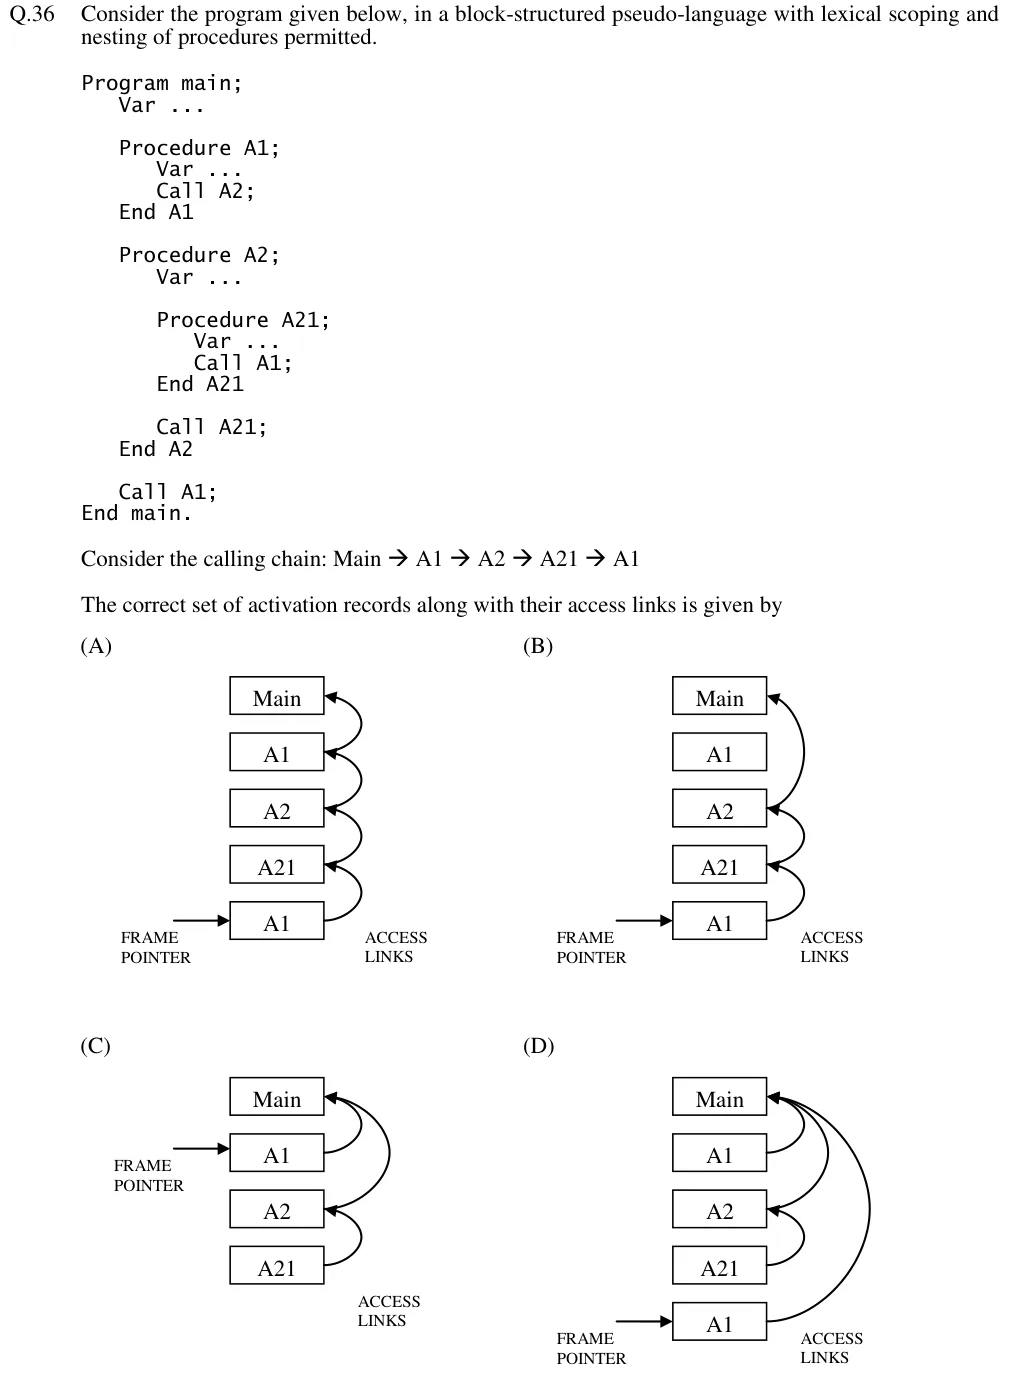 Q.36 Consider the program given below, in a block-structured pseudo-language with lexical scoping and
nesting of procedures permitted.
Program main;
Var ...
Procedure A1;
Var ...
Call A2;
End A1
Procedure A2;
Var ...
Procedure A21;
Var ...
Call A1;
End A21
Call A21;
End A2
Call A1;
End main.
Consider the calling chain: Main → A1 → A2 → A21 → A1
The correct set of activation records along with their access links is given by
(A)
Main
A1
A2
A21
A1
FRAME
POINTER
ACCESS
LINKS
(B)
Main
A1
A2
A21
A1
FRAME
POINTER
ACCESS
LINKS
(C)
Main
A1
FRAME
POINTER
A2
A21
ACCESS
LINKS
(D)
Main
A1
A2
A21
A1
FRAME
POINTER
ACCESS
LINKS